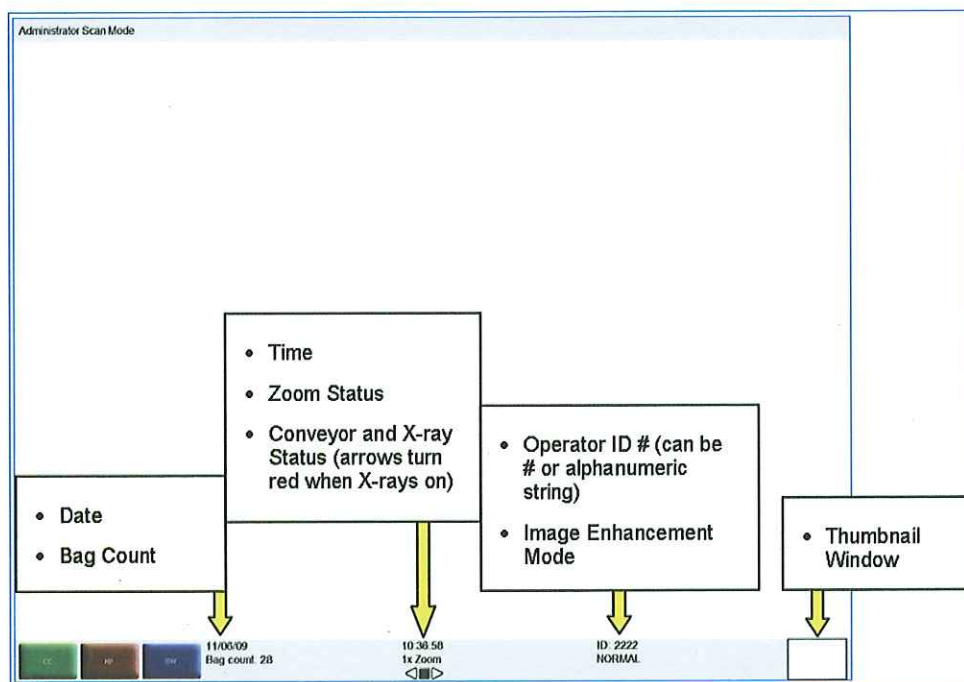 Administrator Scan Mode
• Time
• Zoom Status
• Conveyor and X-ray
Status (arrows turn
red when X-rays on)
• Operator ID # (can be
# or alphanumeric
string)
• Image Enhancement
Mode
• Date
• Bag Count
• Thumbnail
Window
11/06/09
Bag count: 28
10:36:58
1x Zoom
ID: 2222
NORMAL